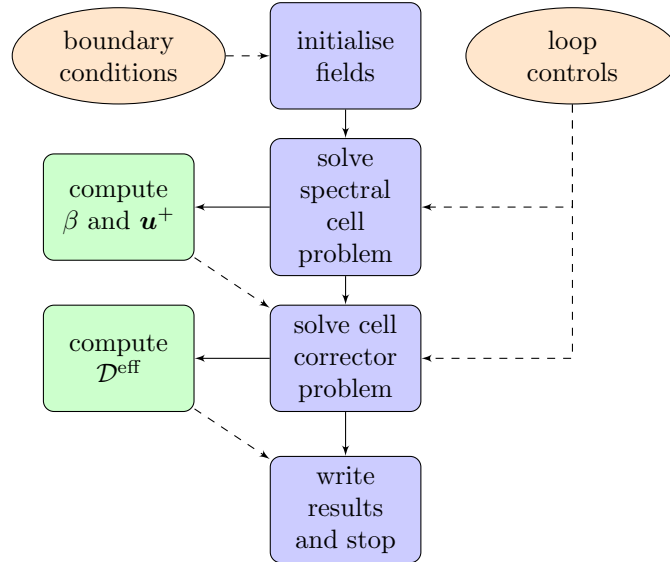 boundary
conditions
initialise
fields
loop
controls
solve
spectral
cell
problem
compute
β and 𝒖⁺
solve cell
corrector
problem
compute
𝒟ᵉᶠᶠ
write
results
and stop